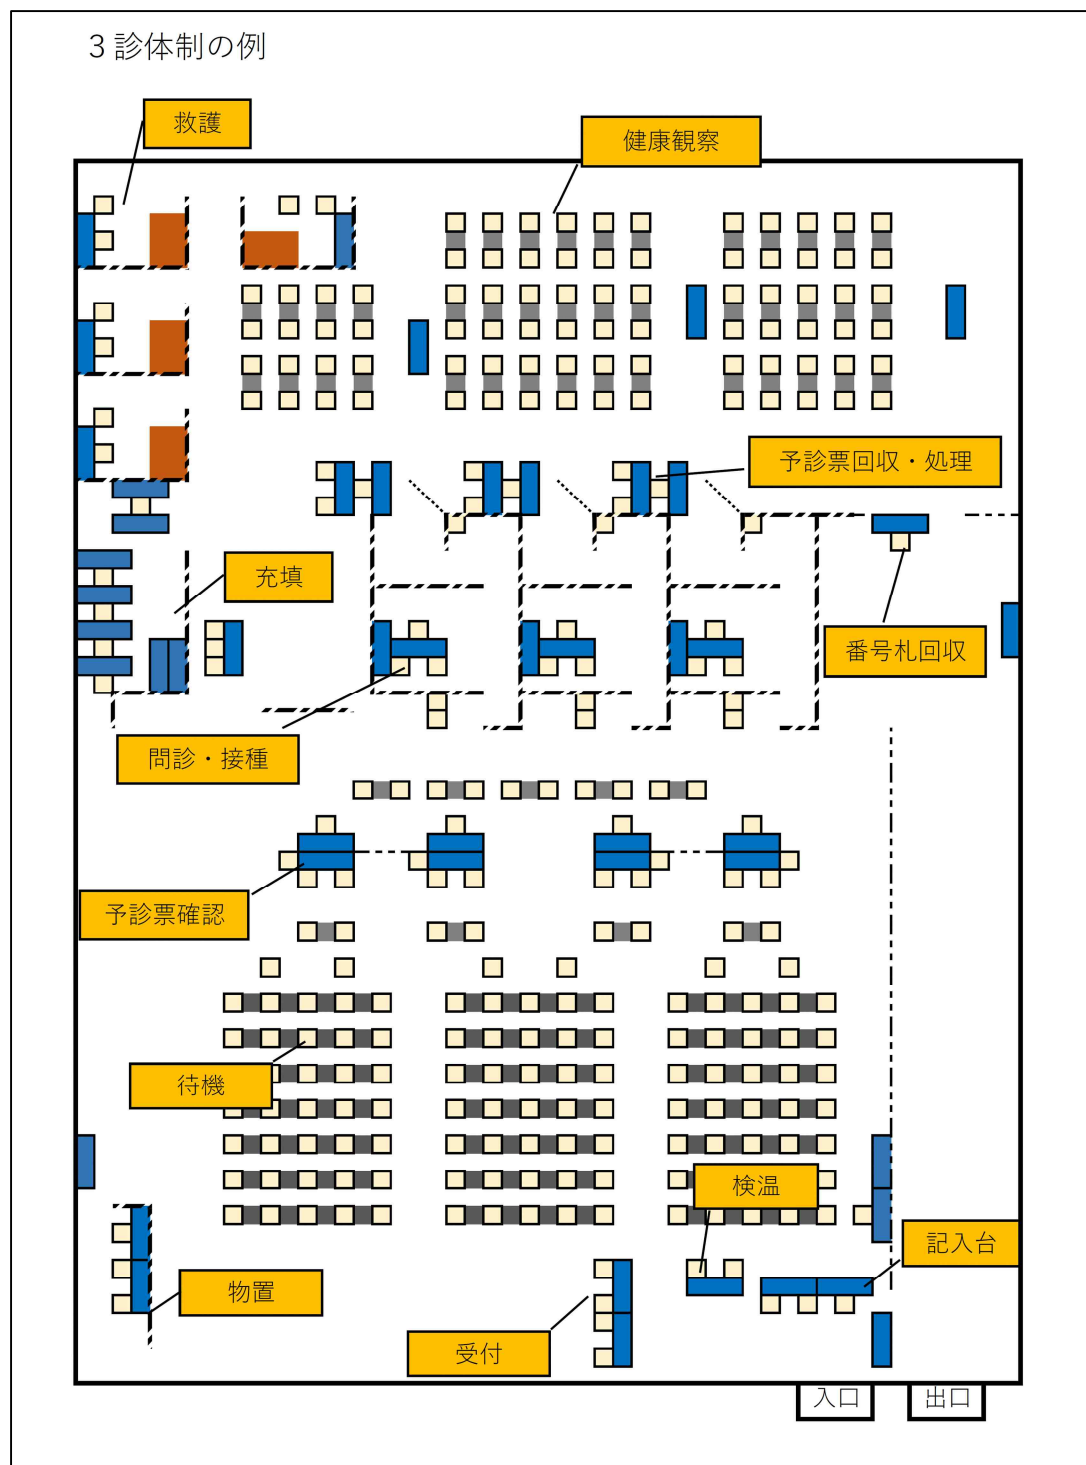 3診体制の例
救護
健康観察
予診票回収・処理
充填
番号札回収
問診・接種
予診票確認
待機
検温
記入台
物置
受付
入口
出口